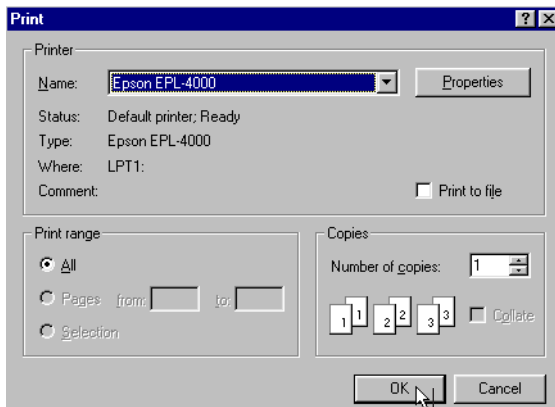 Print
Printer
Name: Epson EPL-4000 Properties
Status: Default printer; Ready
Type: Epson EPL-4000
Where: LPT1:
Comment: Print to file
Print range
All
Pages from: to:
Selection
Copies
Number of copies: 1
1 1 2 2 3 3 Collate
OK Cancel